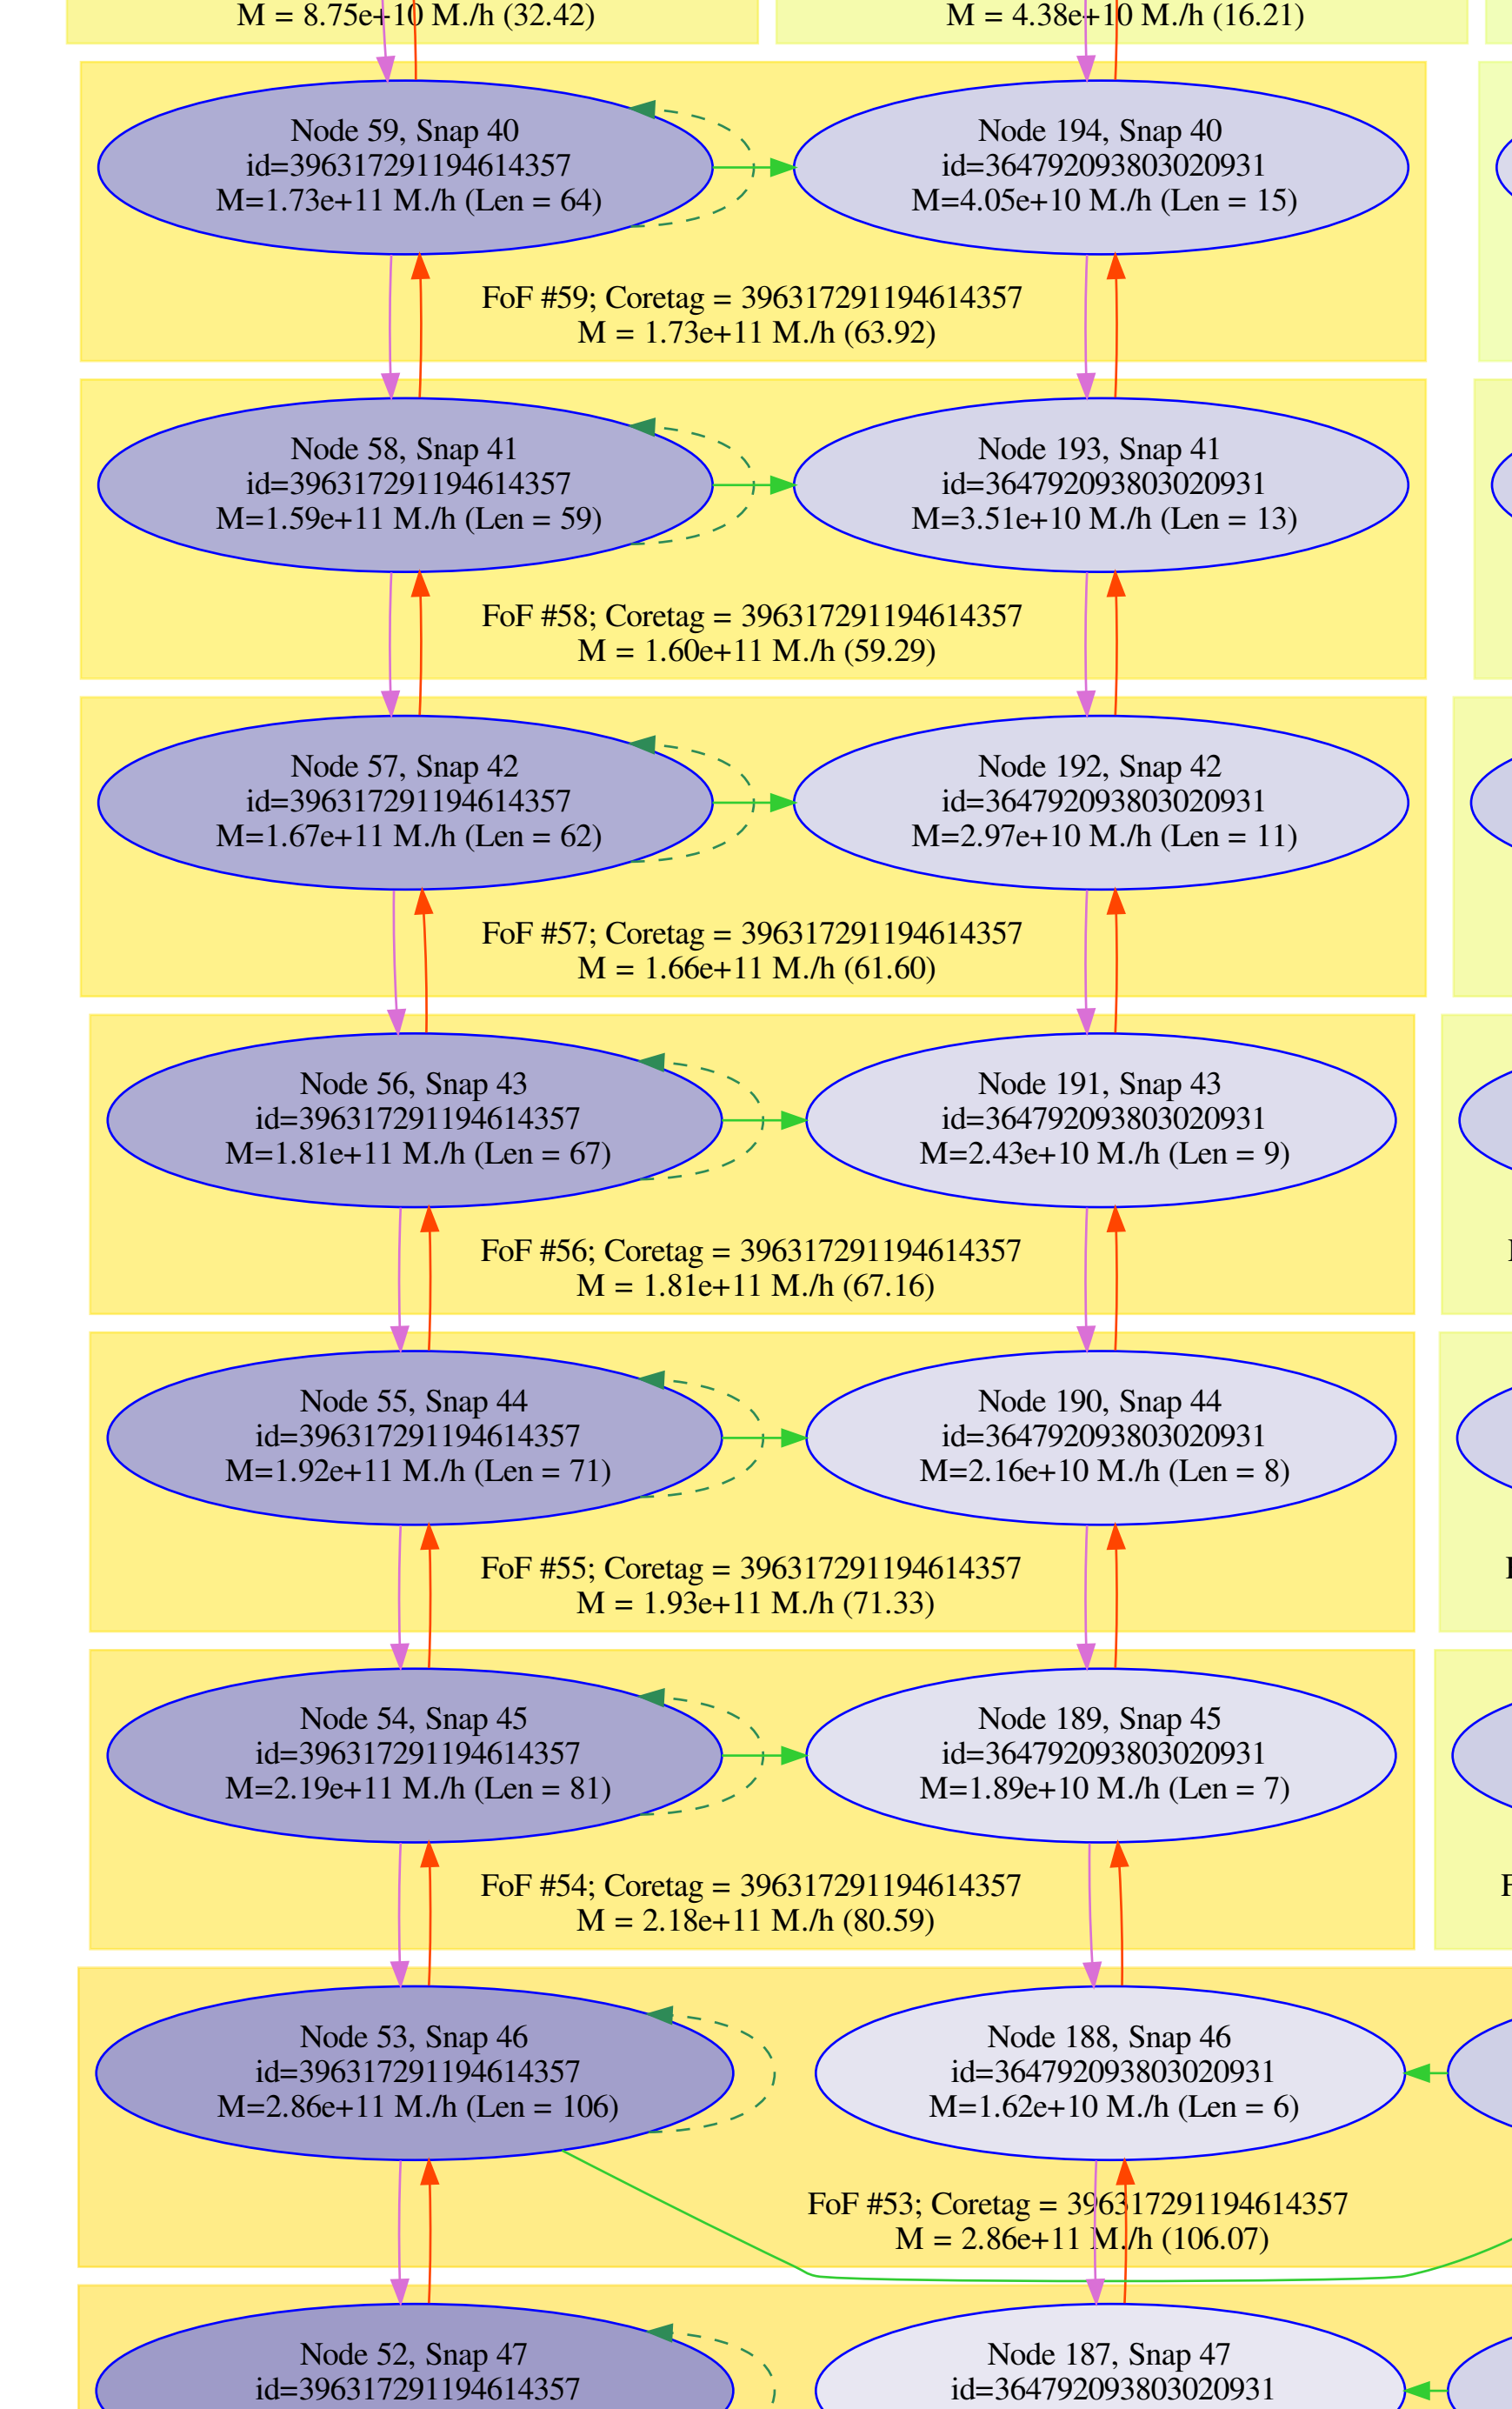 M = 8.75e+10 M./h (32.42)
M = 4.38e+10 M./h (16.21)
Node 59, Snap 40
id=396317291194614357
M=1.73e+11 M./h (Len = 64)
Node 194, Snap 40
id=364792093803020931
M=4.05e+10 M./h (Len = 15)
FoF #59; Coretag = 396317291194614357
M = 1.73e+11 M./h (63.92)
Node 58, Snap 41
id=396317291194614357
M=1.59e+11 M./h (Len = 59)
Node 193, Snap 41
id=364792093803020931
M=3.51e+10 M./h (Len = 13)
FoF #58; Coretag = 396317291194614357
M = 1.60e+11 M./h (59.29)
Node 57, Snap 42
id=396317291194614357
M=1.67e+11 M./h (Len = 62)
Node 192, Snap 42
id=364792093803020931
M=2.97e+10 M./h (Len = 11)
FoF #57; Coretag = 396317291194614357
M = 1.66e+11 M./h (61.60)
Node 56, Snap 43
id=396317291194614357
M=1.81e+11 M./h (Len = 67)
Node 191, Snap 43
id=364792093803020931
M=2.43e+10 M./h (Len = 9)
FoF #56; Coretag = 396317291194614357
M = 1.81e+11 M./h (67.16)
Node 55, Snap 44
id=396317291194614357
M=1.92e+11 M./h (Len = 71)
Node 190, Snap 44
id=364792093803020931
M=2.16e+10 M./h (Len = 8)
FoF #55; Coretag = 396317291194614357
M = 1.93e+11 M./h (71.33)
Node 54, Snap 45
id=396317291194614357
M=2.19e+11 M./h (Len = 81)
Node 189, Snap 45
id=364792093803020931
M=1.89e+10 M./h (Len = 7)
FoF #54; Coretag = 396317291194614357
M = 2.18e+11 M./h (80.59)
Node 53, Snap 46
id=396317291194614357
M=2.86e+11 M./h (Len = 106)
Node 188, Snap 46
id=364792093803020931
M=1.62e+10 M./h (Len = 6)
FoF #53; Coretag = 396317291194614357
M = 2.86e+11 M./h (106.07)
Node 52, Snap 47
id=396317291194614357
Node 187, Snap 47
id=364792093803020931